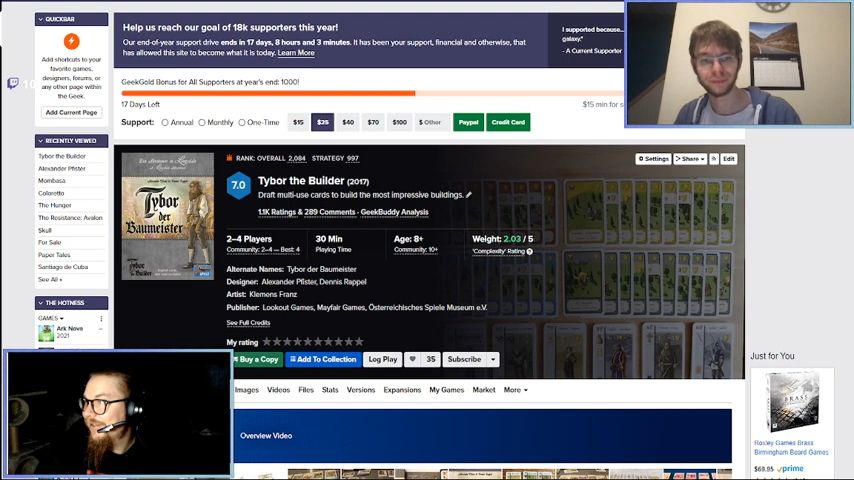 QUICKBAR
Add shortcuts to your
favorite games,
designers, forums, or
any other page within
the Geek.
Add Current Page
RECENTLY VIEWED
Tybor the Builder
Alexander Pfister
Mombasa
Coloretto
The Hunger
The Resistance: Avalon
Skull
For Sale
Paper Tales
Santiago de Cuba
See All
THE HOTNESS
GAMES
Ark Nova
2021
Help us reach our goal of 18k supporters this year!
Our end-of-year support drive ends in 17 days, 8 hours and 3 minutes. It has been your support, financial and otherwise, that
has allowed this site to become what it is today. Learn More
I supported because...
galaxy."
- A Current Supporter
GeekGold Bonus for All Supporters at year's end: 1000!
17 Days Left
$15 min for s
Support: Annual Monthly One-Time $15 $25 $40 $70 $100 $ Other Paypal Credit Card
RANK: OVERALL 2,084 STRATEGY 997
Settings Share Edit
7.0
Tybor the Builder (2017)
Draft multi-use cards to build the most impressive buildings.
1.1K Ratings & 289 Comments · GeekBuddy Analysis
2–4 Players
Community: 2–4 — Best: 4
30 Min
Playing Time
Age: 8+
Community: 10+
Weight: 2.03 / 5
'Complexity' Rating
Alternate Names: Tybor der Baumeister
Designer: Alexander Pfister, Dennis Rappel
Artist: Klemens Franz
Publisher: Lookout Games, Mayfair Games, Österreichisches Spiele Museum e.V.
See Full Credits
Tybor
der
Baumeister
My rating
Buy a Copy Add To Collection Log Play 35 Subscribe
Images Videos Files Stats Versions Expansions My Games Market More
Overview Video
Just for You
BRASS
Roxley Games Brass
Birmingham Board Games
$69.95 prime